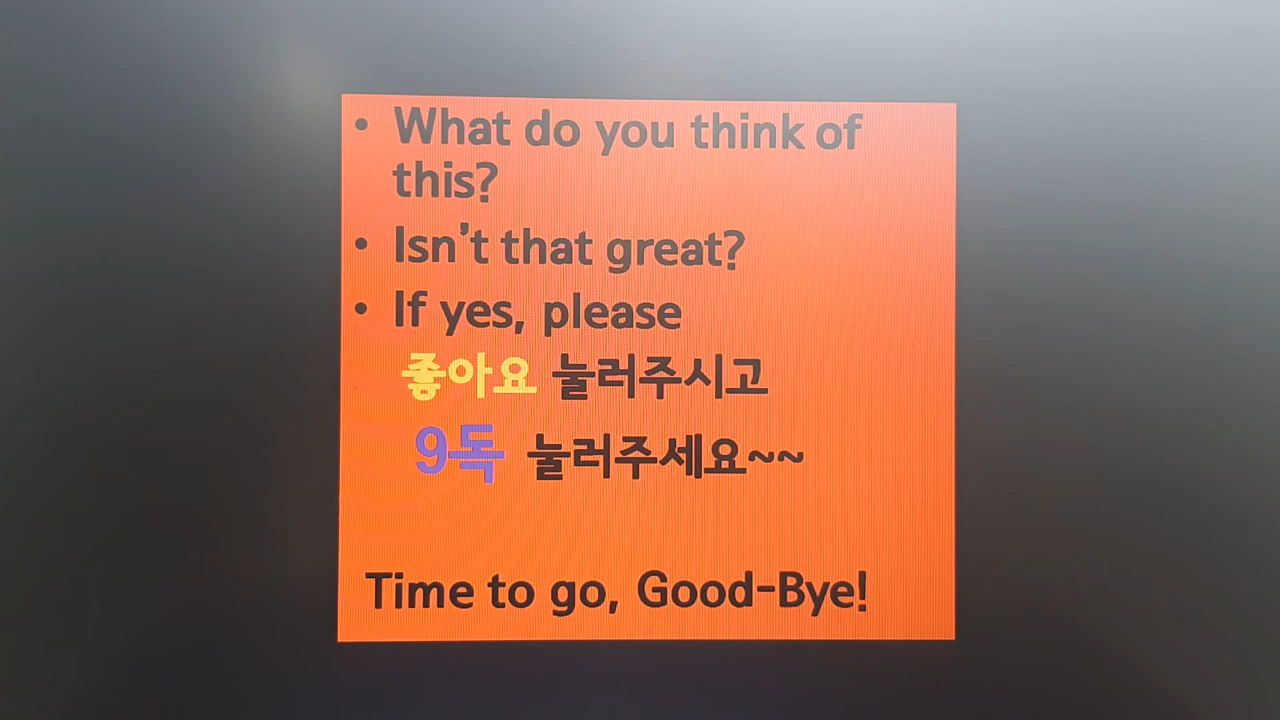 • What do you think of
this?
• Isn't that great?
• If yes, please
좋아요 눌러주시고
9독 눌러주세요~~
Time to go, Good-Bye!